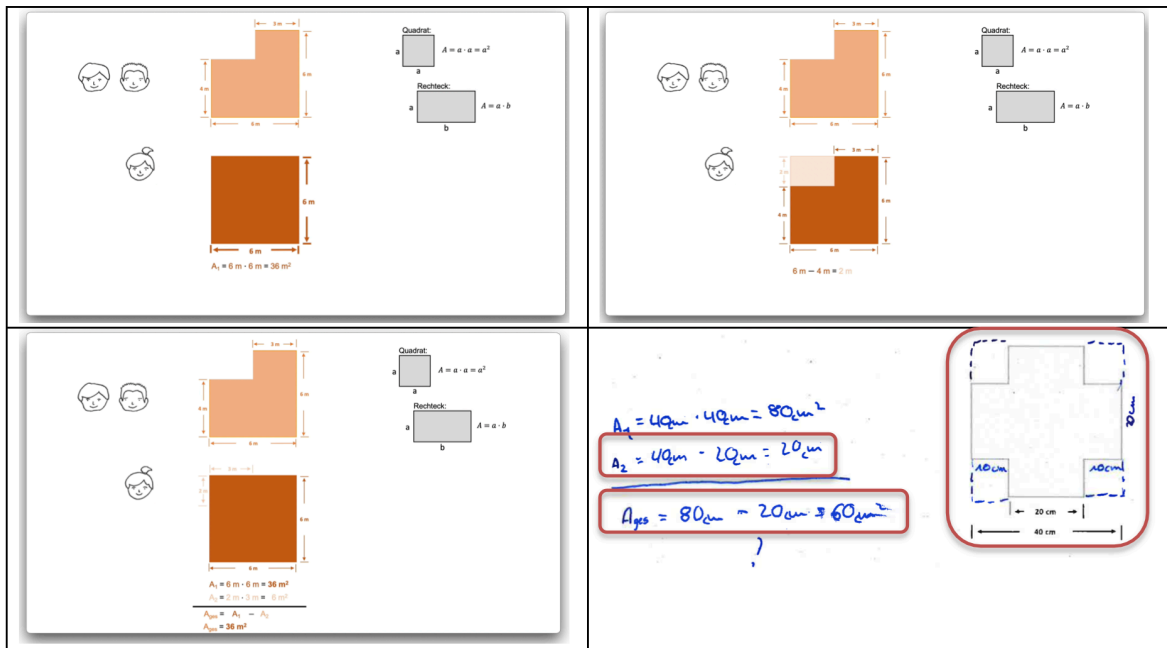 3 m
Quadrat:
a
A = a · a = a²
a
4 m
6 m
6 m
Rechteck:
a
A = a · b
b
6 m
6 m
A₁ = 6 m · 6 m = 36 m²
3 m
Quadrat:
a
A = a · a = a²
a
6 m
6 m
6 m
Rechteck:
a
A = a · b
b
3 m
2 m
4 m
6 m
6 m
6 m − 4 m = 2 m
3 m
Quadrat:
a
A = a · a = a²
a
4 m
6 m
6 m
Rechteck:
a
A = a · b
b
3 m
2 m
6 m
6 m
A₁ = 6 m · 6 m = 36 m²
A₂ = 2 m · 3 m = 6 m²
Ages = A₁ − A₂
Ages = 36 m²
A₁ = 40cm · 40cm = 80cm²
A₂ = 40cm - 20cm = 20cm
Ages = 80cm - 20cm = 60cm²
?
20cm
10cm
10cm
20 cm
40 cm